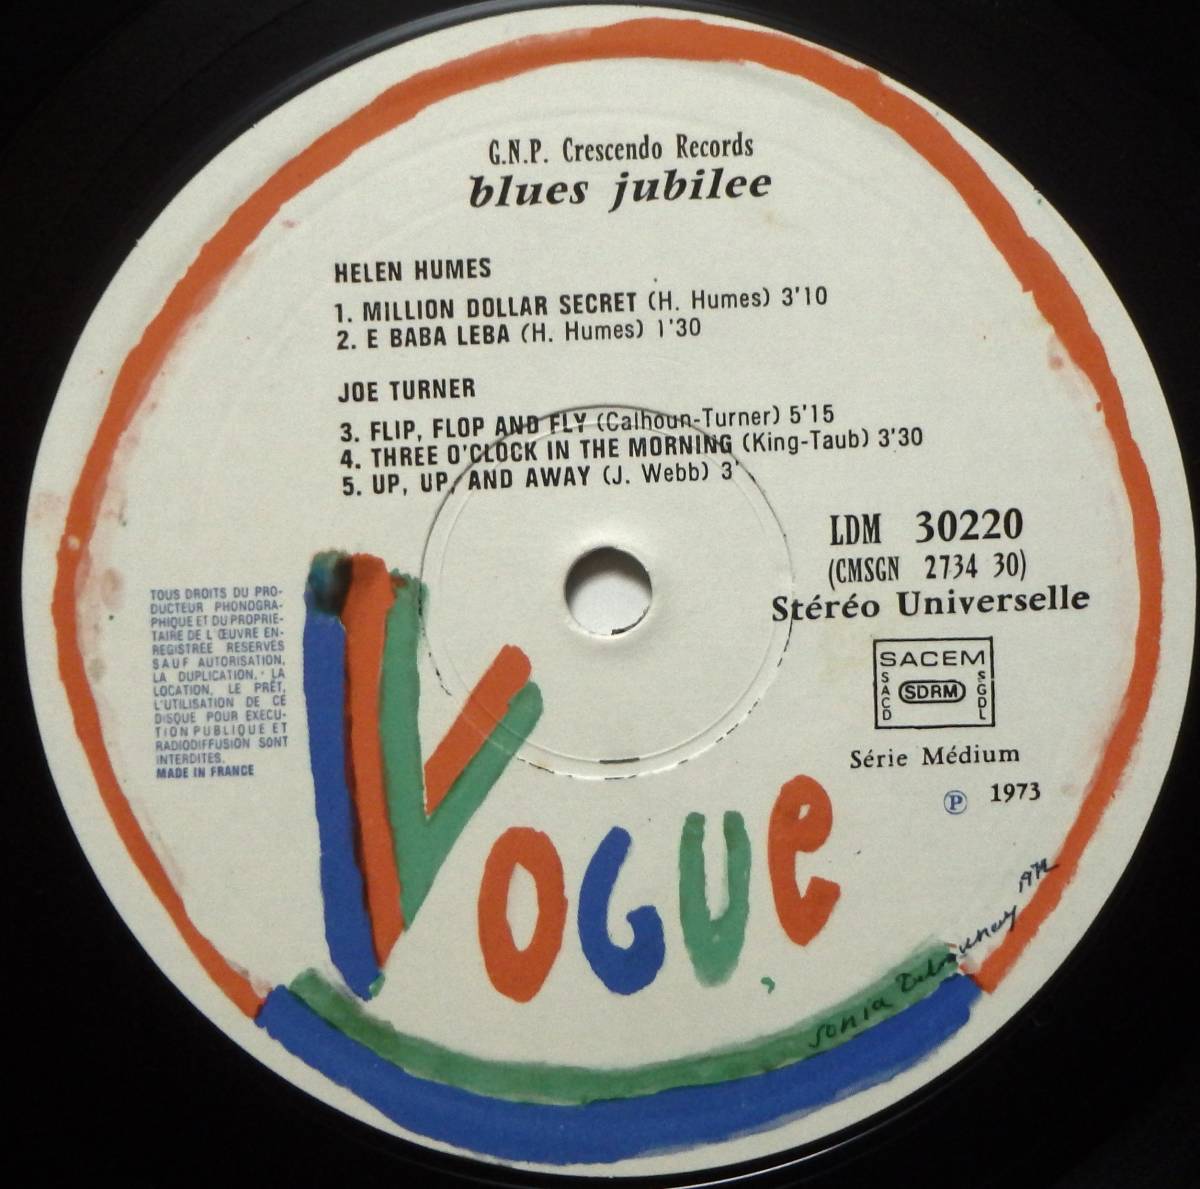 G.N.P. Crescendo Records
blues jubilee
HELEN HUMES
1. MILLION DOLLAR SECRET (H. Humes) 3'10
2. E BABA LEBA (H. Humes) 1'30
JOE TURNER
3. FLIP, FLOP AND FLY (Calhoun-Turner) 5'15
4. THREE O'CLOCK IN THE MORNING (King-Taub) 3'30
5. UP, UP, AND AWAY (J. Webb) 3'
LDM 30220
(CMSGN 2734 30)
Stéréo Universelle
SACEM
SACD
SDRM
SGDL
Série Médium
℗ 1973
TOUS DROITS DU PRO-
DUCTEUR PHONOGRA-
PHIQUE ET DU PROPRIE-
TAIRE DE L'ŒUVRE EN-
REGISTREE RESERVES
SAUF AUTORISATION,
LA DUPLICATION, LA
LOCATION, LE PRÊT,
L'UTILISATION DE CE
DISQUE POUR EXECU-
TION PUBLIQUE ET
RADIODIFFUSION SONT
INTERDITES.
MADE IN FRANCE
VOGUE
sonia Delaunay 1972